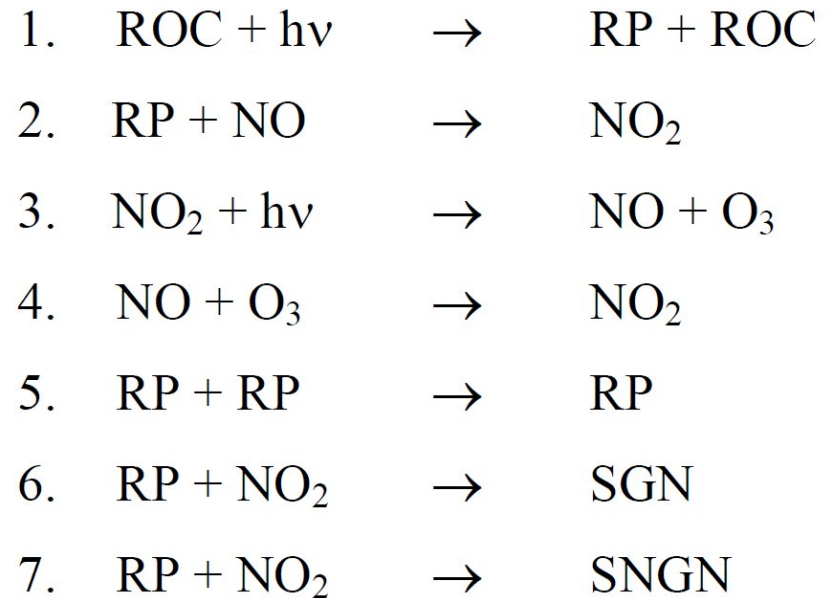 1. ROC + hν → RP + ROC
2. RP + NO → NO₂
3. NO₂ + hν → NO + O₃
4. NO + O₃ → NO₂
5. RP + RP → RP
6. RP + NO₂ → SGN
7. RP + NO₂ → SNGN